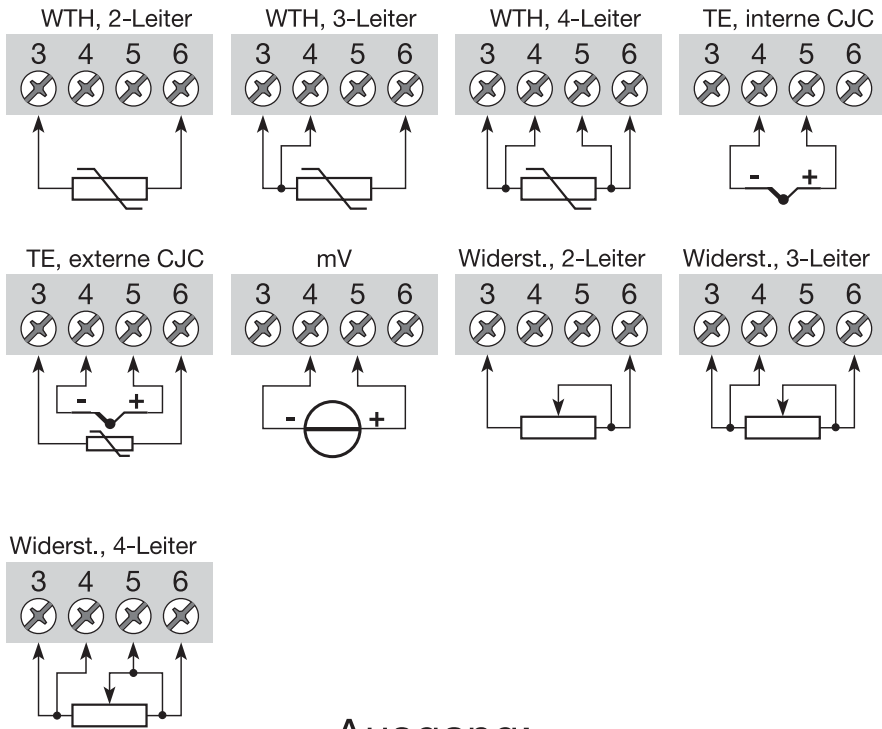 WTH, 2-Leiter WTH, 3-Leiter WTH, 4-Leiter TE, interne CJC
3 4 5 6 3 4 5 6 3 4 5 6 3 4 5 6
- +
TE, externe CJC mV Widerst., 2-Leiter Widerst., 3-Leiter
3 4 5 6 3 4 5 6 3 4 5 6 3 4 5 6
- + - +
Widerst., 4-Leiter
3 4 5 6